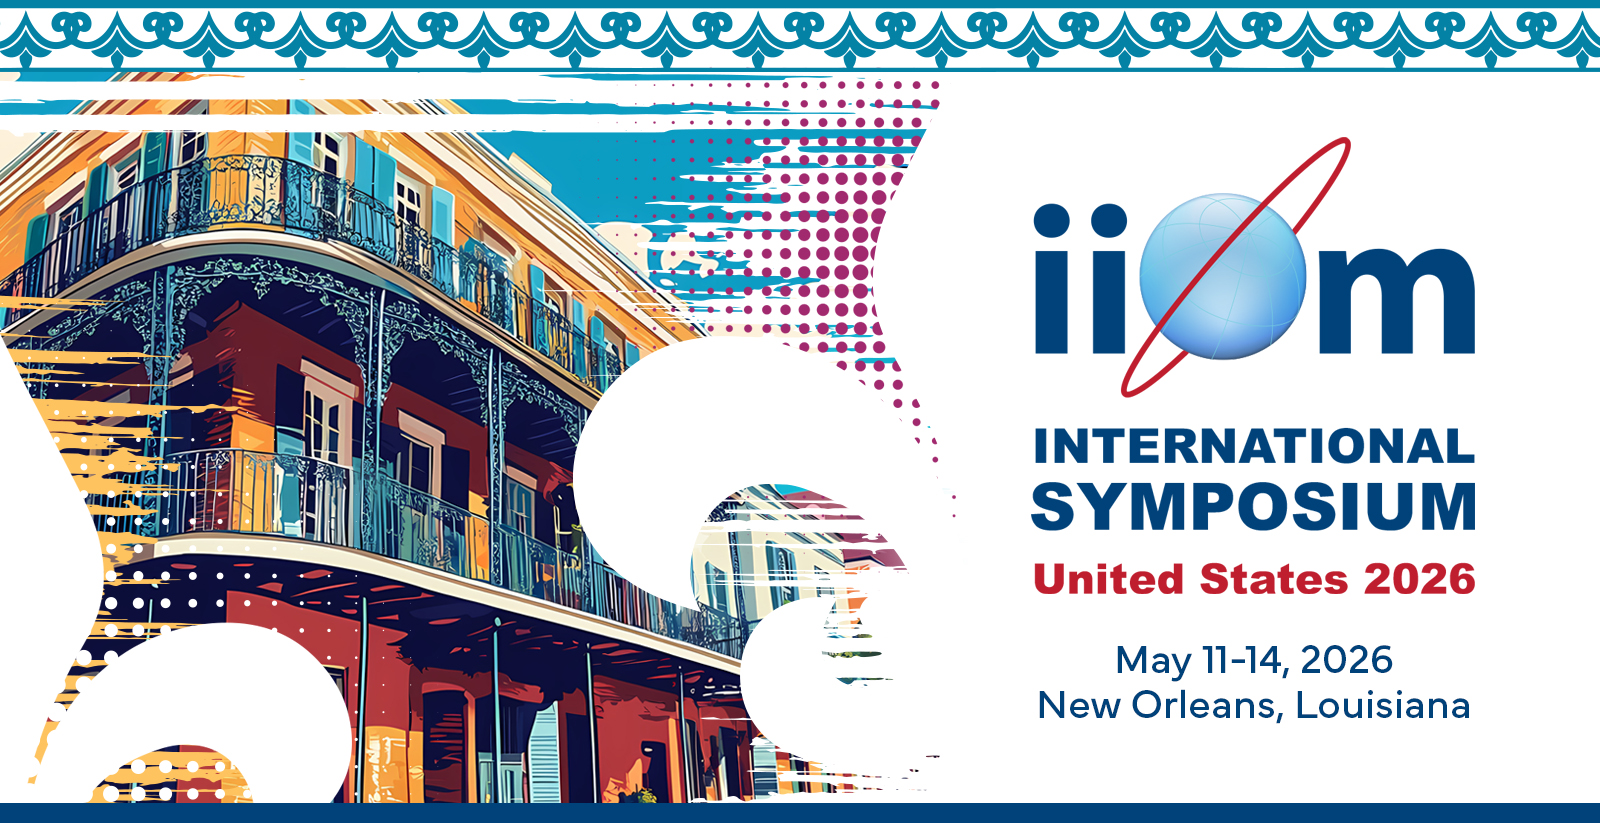 iiom
INTERNATIONAL
SYMPOSIUM
United States 2026
May 11-14, 2026
New Orleans, Louisiana